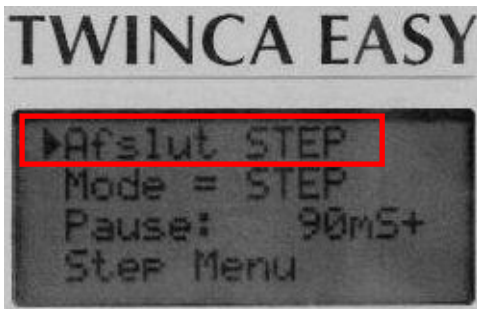 TWINCA EASY
▶Afslut STEP
Mode = STEP
Pause: 90mS+
Step Menu